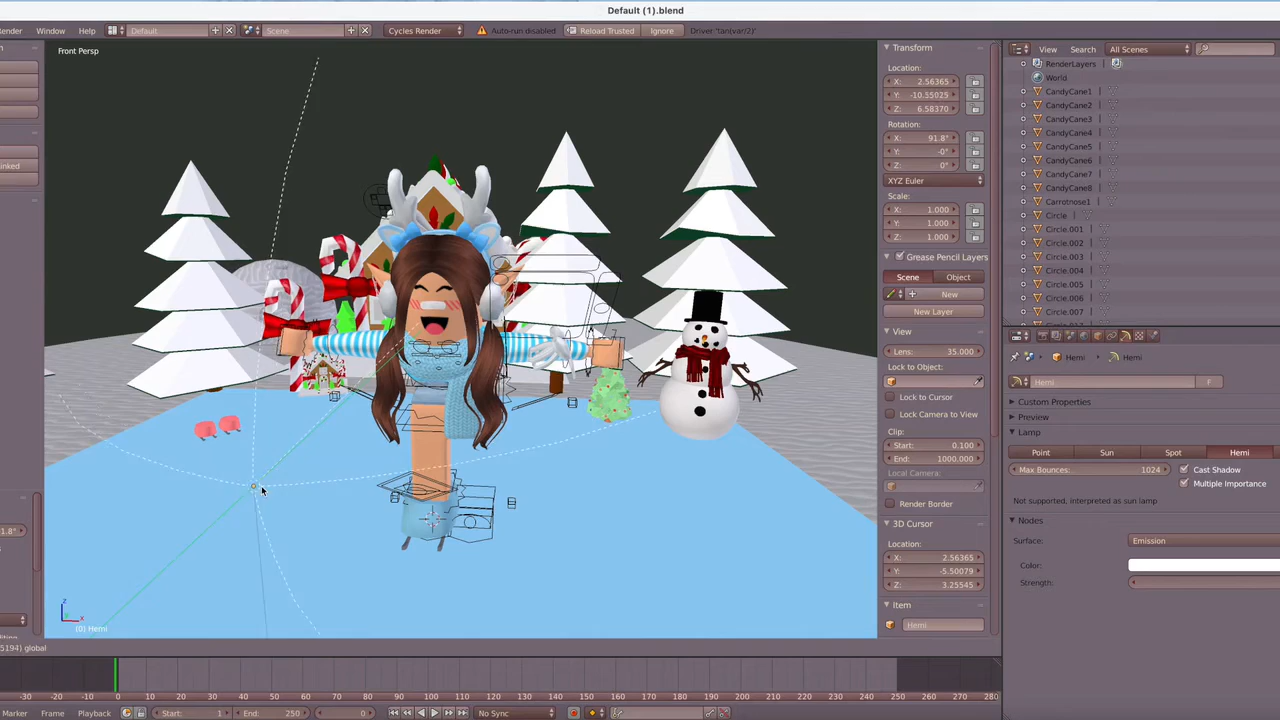 Default (1).blend
Render Window Help Default Scene Cycles Render Auto-run disabled Reload Trusted Ignore Driver 'tan(var/2)'
Front Persp
Transform
Location:
X: 2.56365
Y: -10.35025
Z: 6.58370
Rotation:
X: 91.8°
Y: -0°
Z: 0°
XYZ Euler
Scale:
X: 1.000
Y: 1.000
Z: 1.000
Grease Pencil Layers
Scene Object
New
New Layer
View
Lens: 35.000
Lock to Object:
Lock to Cursor
Lock Camera to View
Clip:
Start: 0.100
End: 1000.000
Local Camera:
Render Border
3D Cursor
Location:
X: 2.56365
Y: -5.50079
Z: 3.25545
Item
Hemi
View Search All Scenes
RenderLayers
World
CandyCane1
CandyCane2
CandyCane3
CandyCane4
CandyCane5
CandyCane6
CandyCane7
CandyCane8
Carrotnose1
Circle
Circle.001
Circle.002
Circle.003
Circle.004
Circle.005
Circle.006
Hemi Hemi
Hemi F
Custom Properties
Preview
Lamp
Point Sun Spot Hemi
Max Bounces: 1024 Cast Shadow
Multiple Importance
Not supported, interpreted as sun lamp
Nodes
Surface: Emission
Color:
Strength:
Linked
1.8°
(0) Hemi
5194) global
-30 -20 -10 0 10 20 30 40 50 60 70 80 90 100 110 120 130 140 150 160 170 180 190 200 210 220 230 240 250 260 270 280
Marker Frame Playback Start: 1 End: 250 0 No Sync